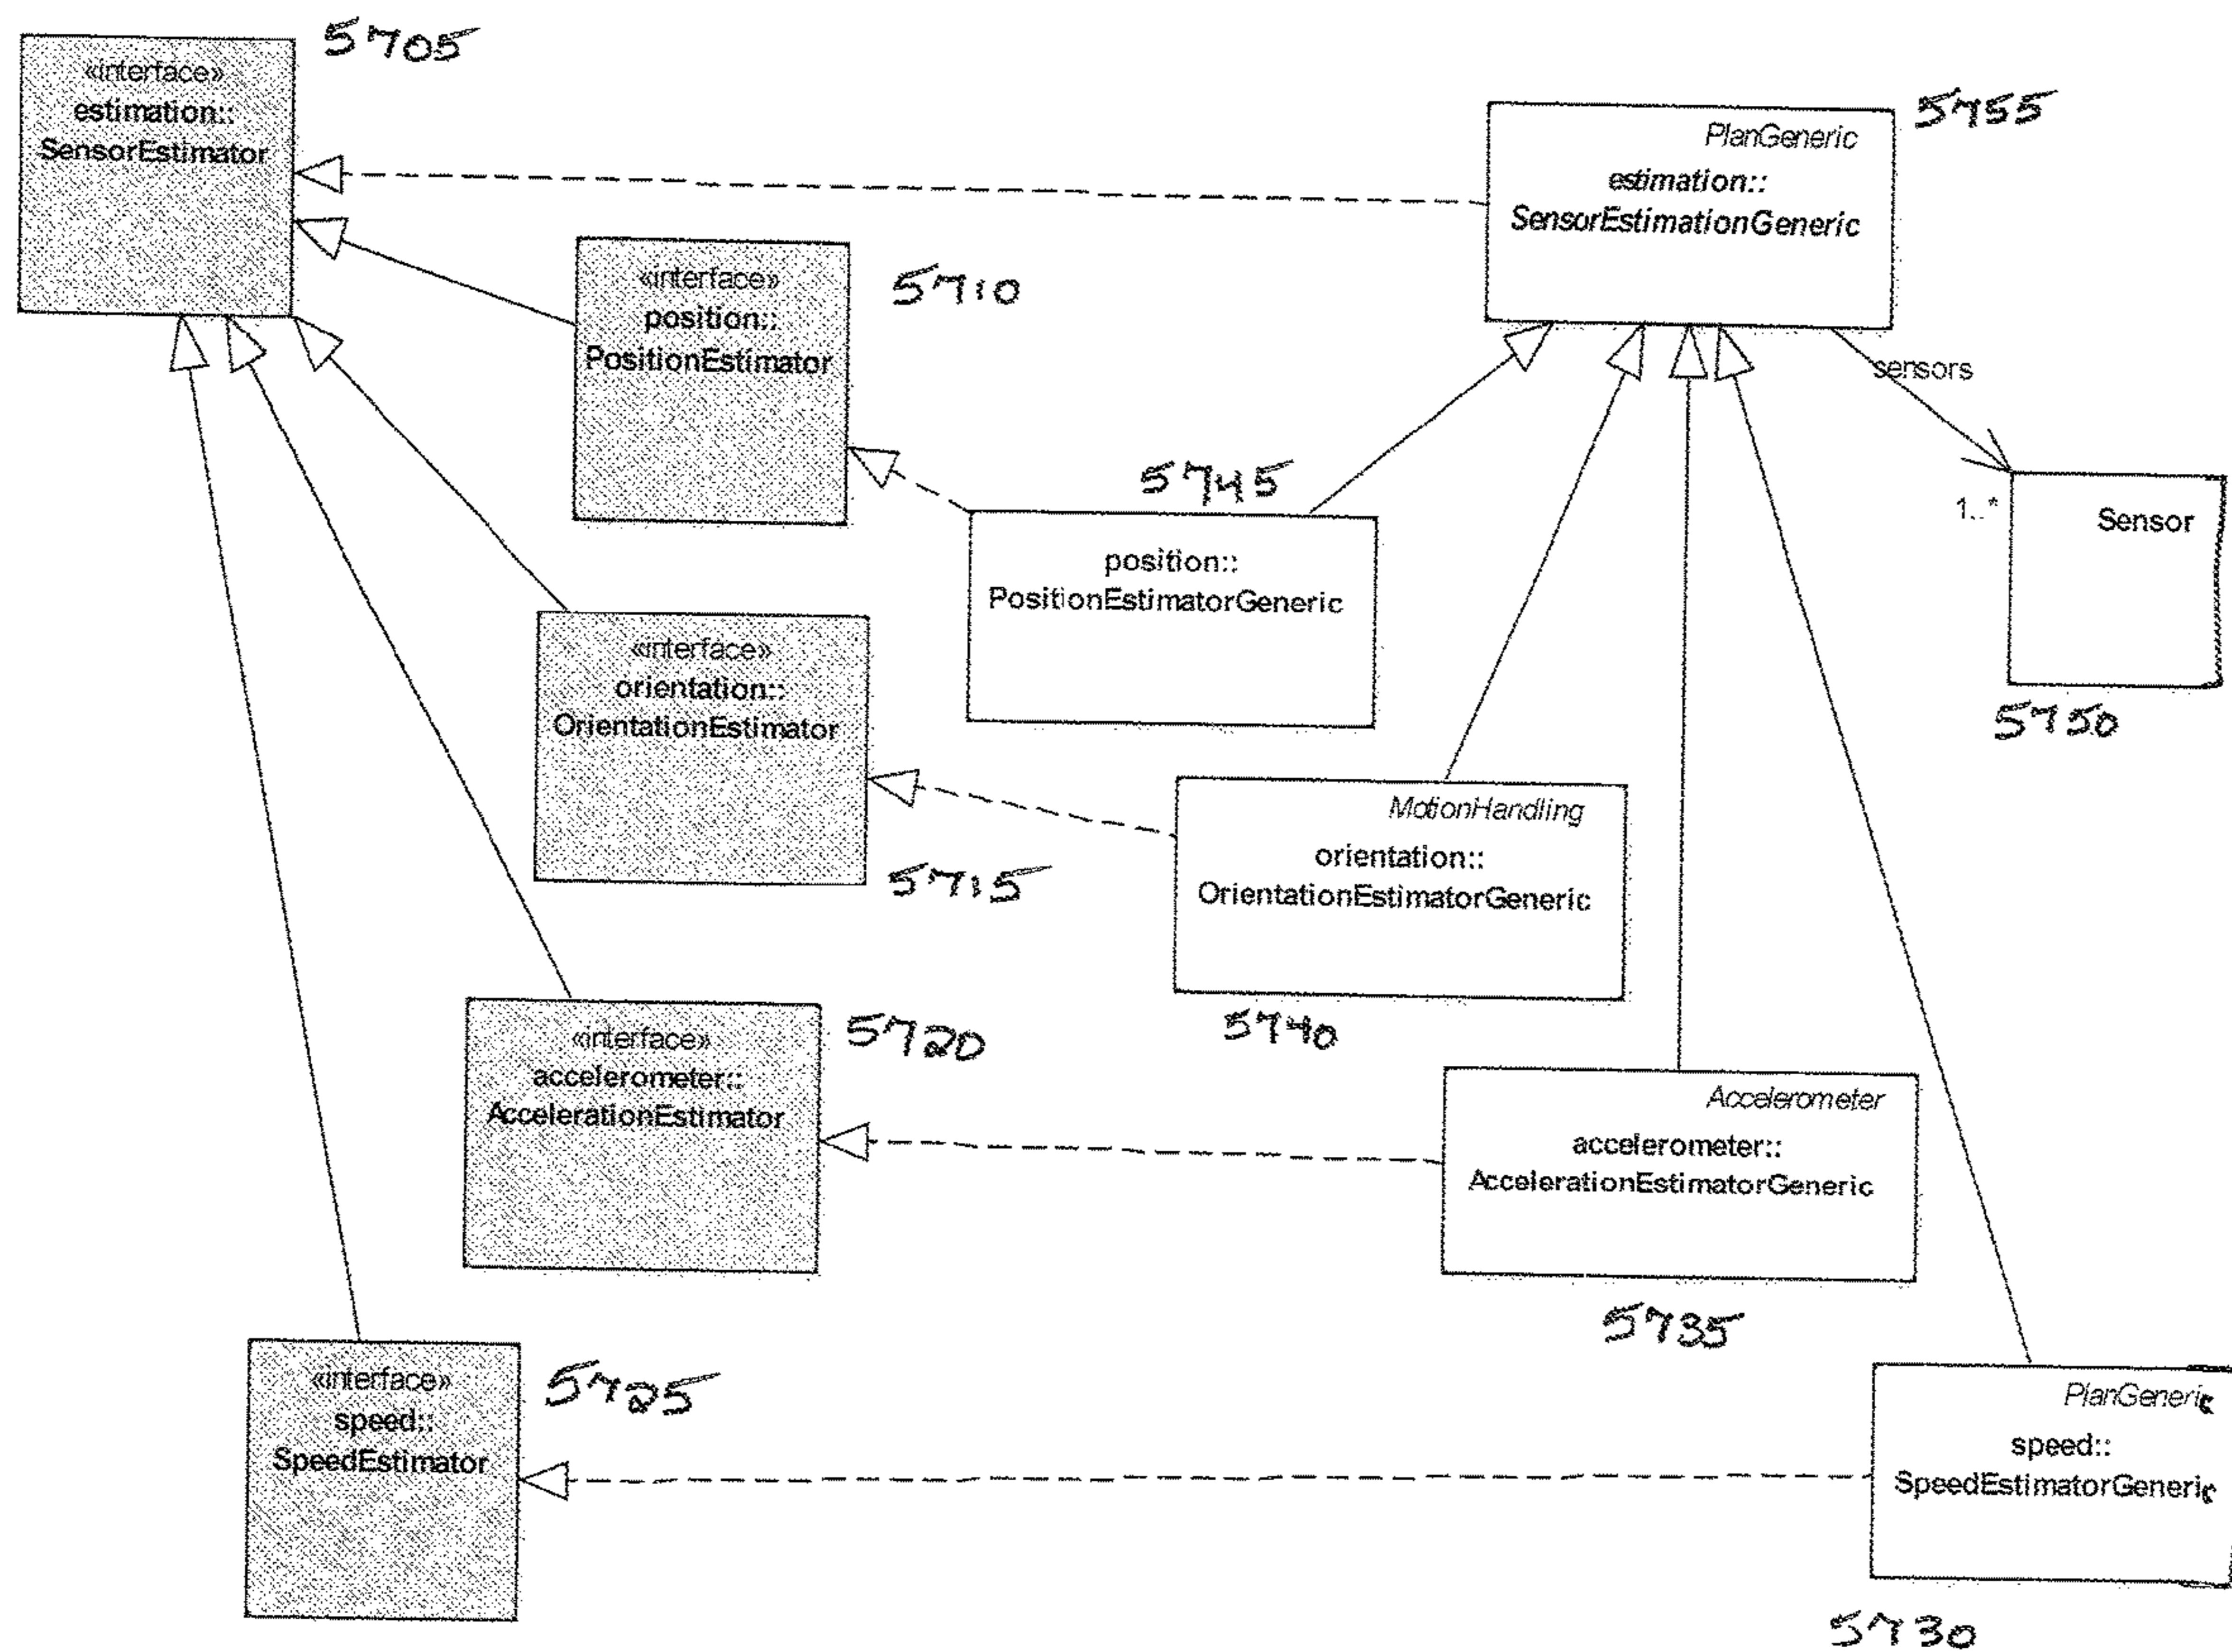 5705
«interface»
estimation::
SensorEstimator
5755
PlanGeneric
estimation::
SensorEstimationGeneric
«interface»
position::
PositionEstimator
5710
sensors
1..*
Sensor
5750
5745
position::
PositionEstimatorGeneric
«interface»
orientation::
OrientationEstimator
5715
MotionHandling
orientation::
OrientationEstimatorGeneric
5740
«interface»
accelerometer::
AccelerationEstimator
5720
Accelerometer
accelerometer::
AccelerationEstimatorGeneric
5735
«interface»
speed::
SpeedEstimator
5725
PlanGeneric
speed::
SpeedEstimatorGeneric
5730